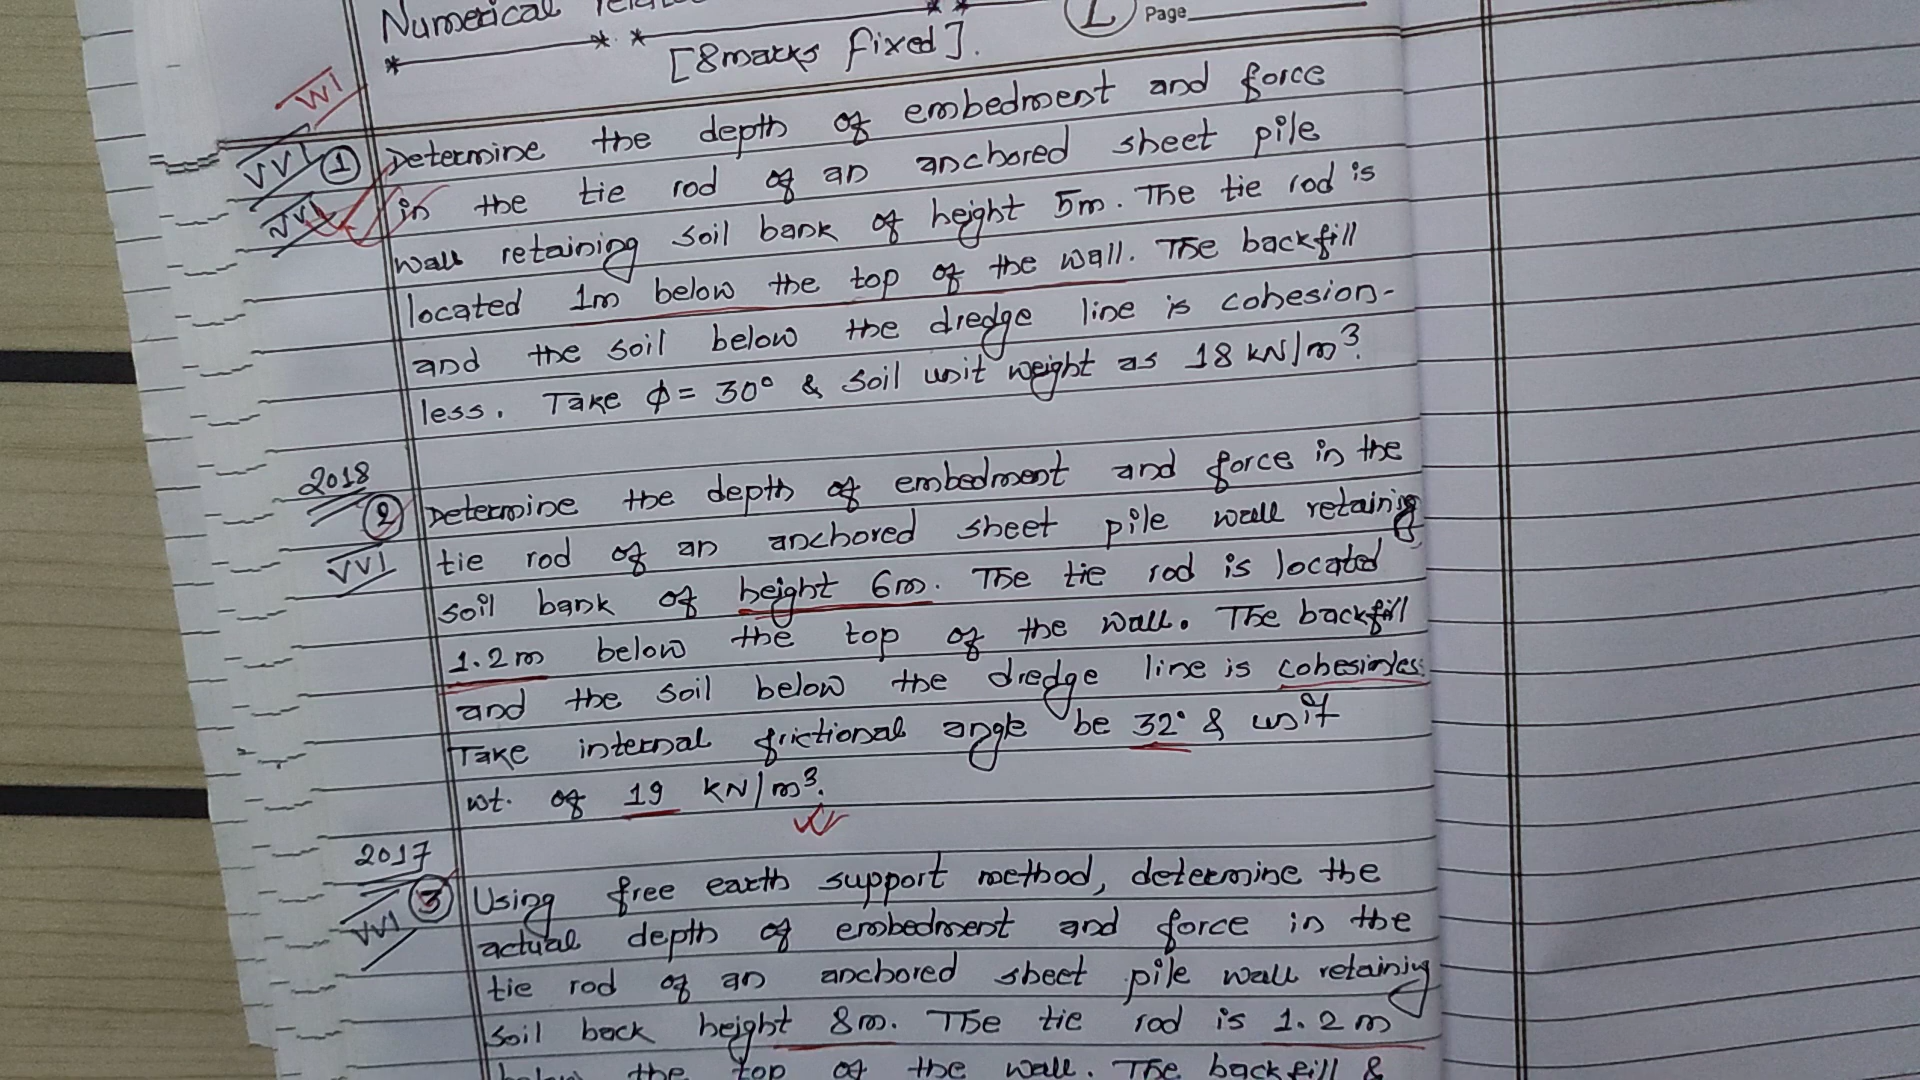 Numerical
Page
[8marks fixed].
VVI
VVI ① Determine the depth of embedment and force
VVI in the tie rod of an anchored sheet pile
wall retaining soil bank of height 5m. The tie rod is
located 1m below the top of the wall. The backfill
and the soil below the dredge line is cohesion-
less. Take ϕ= 30° & soil unit weight as 18 kN/m³.
2018
② Determine the depth of embedment and force in the
VVI tie rod of an anchored sheet pile wall retaining
soil bank of height 6m. The tie rod is located
1.2m below the top of the wall. The backfill
and the soil below the dredge line is cohesionless.
Take internal frictional angle be 32° & unit
wt. of 19 kN/m³.
2017
③ Using free earth support method, determine the
VVI actual depth of embedment and force in the
tie rod of an anchored sheet pile wall retaining
soil back height 8m. The tie rod is 1.2m
below the top of the wall. The backfill &